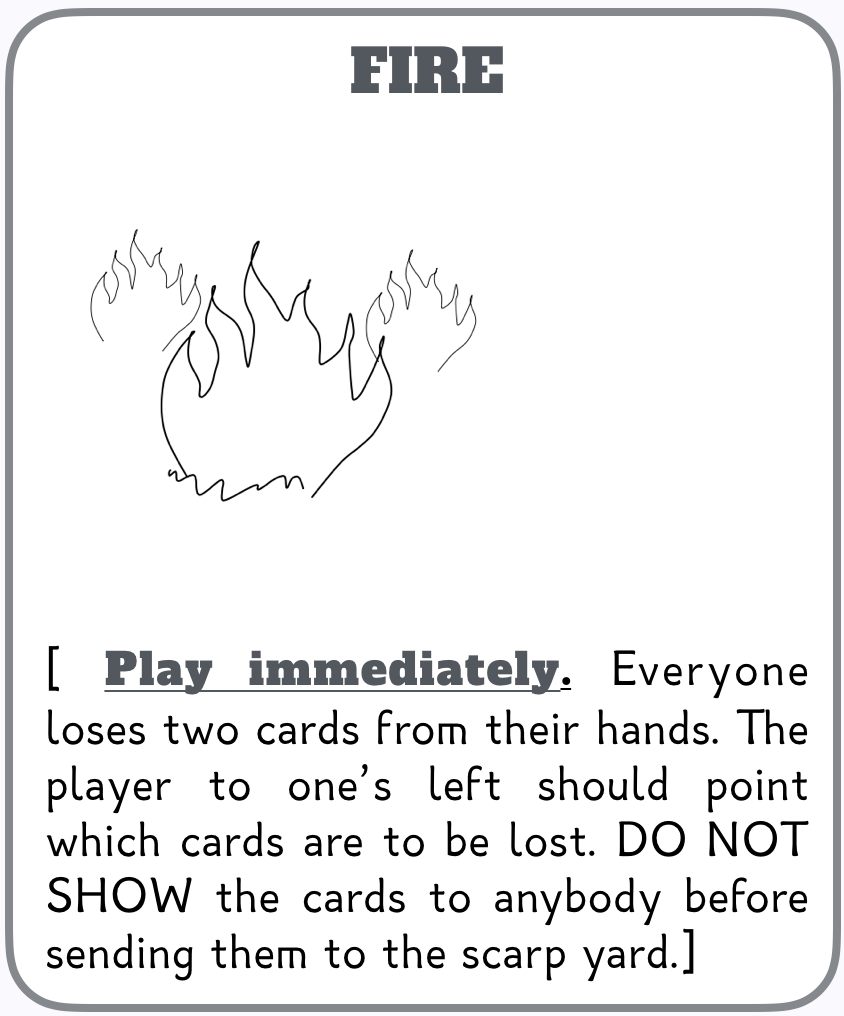 FIRE
[ Play immediately. Everyone
loses two cards from their hands. The
player to one’s left should point
which cards are to be lost. DO NOT
SHOW the cards to anybody before
sending them to the scarp yard.]